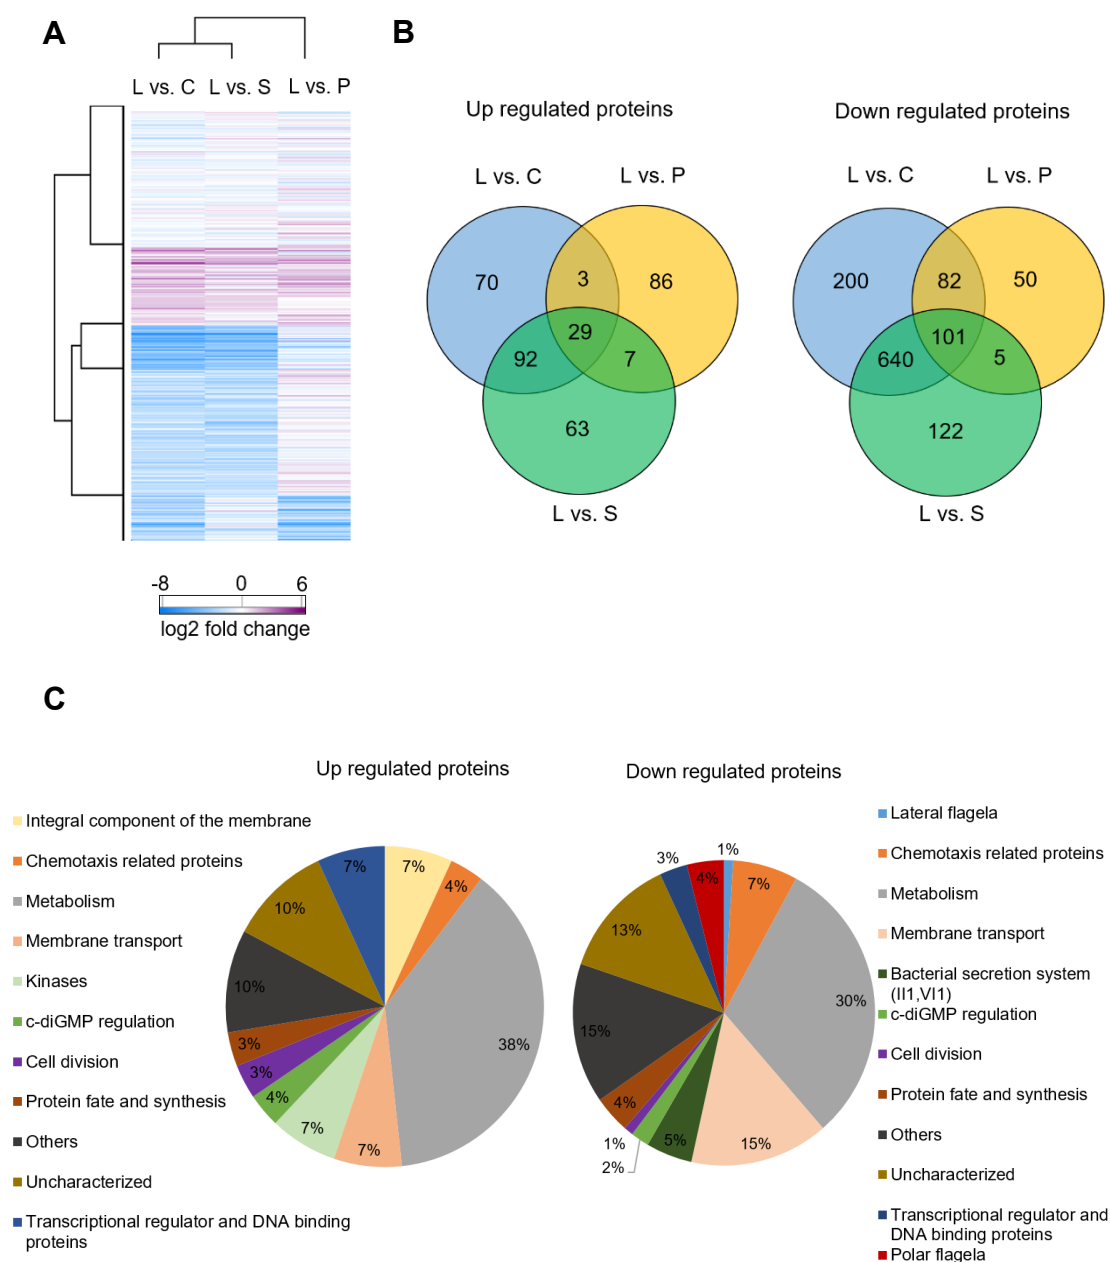 A
L vs. C
L vs. S
L vs. P
-8
0
6
log2 fold change
B
Up regulated proteins
L vs. C
L vs. P
70
3
86
29
92
7
63
L vs. S
Down regulated proteins
L vs. C
L vs. P
200
82
50
101
640
5
122
L vs. S
C
Up regulated proteins
Integral component of the membrane
Chemotaxis related proteins
Metabolism
Membrane transport
Kinases
c-diGMP regulation
Cell division
Protein fate and synthesis
Others
Uncharacterized
Transcriptional regulator and DNA binding
proteins
7%
4%
38%
7%
7%
4%
3%
3%
10%
10%
7%
Down regulated proteins
1%
7%
30%
15%
5%
2%
1%
4%
15%
13%
3%
4%
Lateral flagela
Chemotaxis related proteins
Metabolism
Membrane transport
Bacterial secretion system
(II1,VI1)
c-diGMP regulation
Cell division
Protein fate and synthesis
Others
Uncharacterized
Transcriptional regulator and
DNA binding proteins
Polar flagela